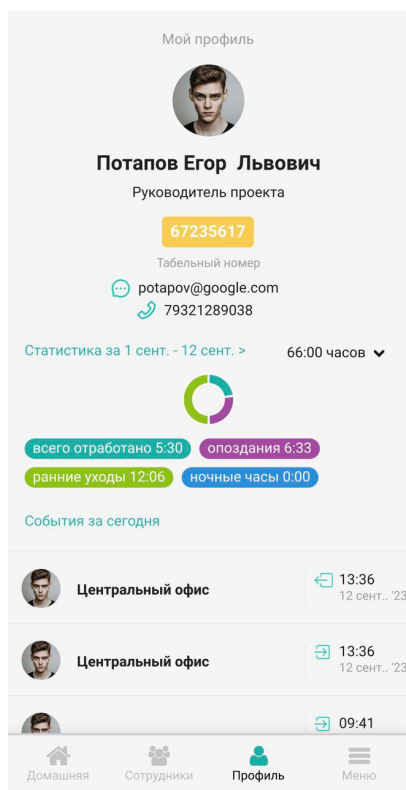 Мой профиль
Потапов Егор Львович
Руководитель проекта
67235617
Табельный номер
potapov@google.com
79321289038
Статистика за 1 сент. - 12 сент. >
66:00 часов
всего отработано 5:30
опоздания 6:33
ранние уходы 12:06
ночные часы 0:00
События за сегодня
Центральный офис
13:36
12 сент.. '23
Центральный офис
13:36
12 сент.. '23
09:41
Домашняя
Сотрудники
Профиль
Меню